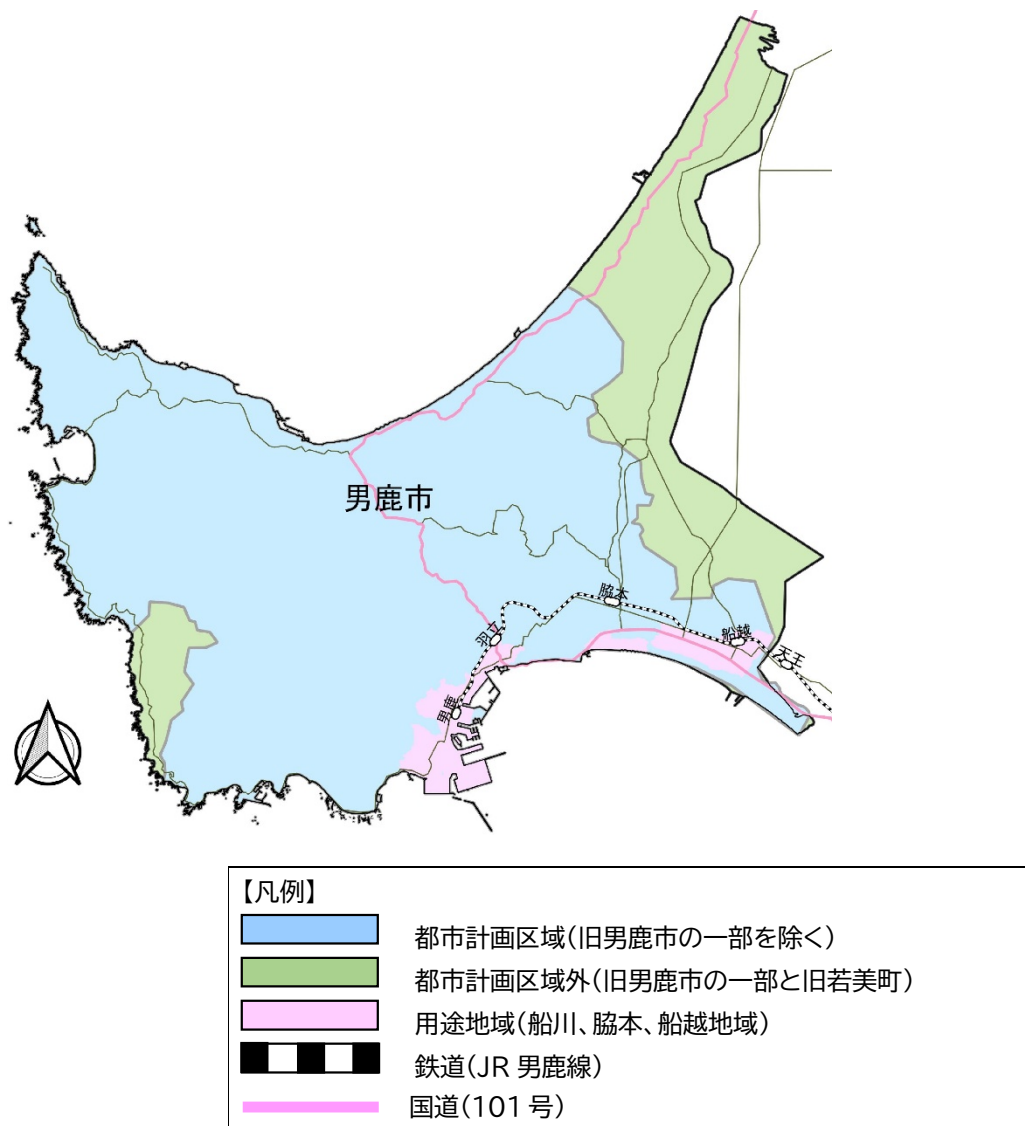 男鹿市
脇本
羽立
船越
天王
男鹿
【凡例】
都市計画区域(旧男鹿市の一部を除く)
都市計画区域外(旧男鹿市の一部と旧若美町)
用途地域(船川、脇本、船越地域)
鉄道(JR 男鹿線)
国道(101 号)